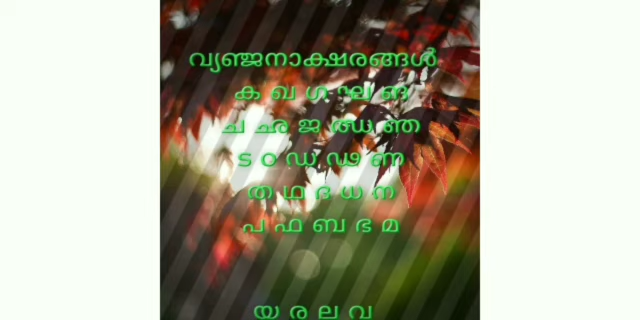 വ്യഞ്ജനാക്ഷരങ്ങൾ
ക ഖ ഗ ഘ ങ
ച ഛ ജ ഝ ഞ
ട ഠ ഡ ഢ ണ
ത ഥ ദ ധ ന
പ ഫ ബ ഭ മ
യ ര ല വ